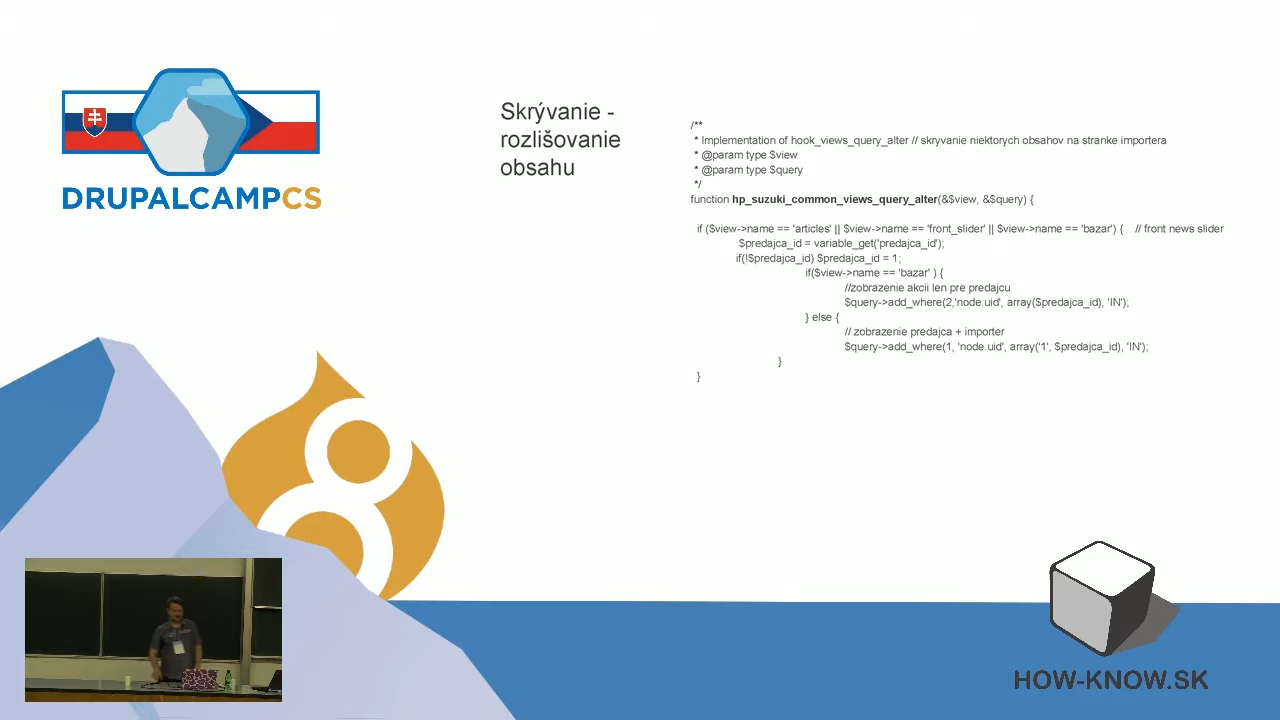 DRUPALCAMPCS
Skrývanie -
rozlišovanie
obsahu
/**
* Implementation of hook_views_query_alter // skryvanie niektorych obsahov na stranke importera
* @param type $view
* @param type $query
*/
function hp_suzuki_common_views_query_alter(&$view, &$query) {
if ($view->name == 'articles' || $view->name == 'front_slider' || $view->name == 'bazar') { // front news slider
$predajca_id = variable_get('predajca_id');
if(!$predajca_id) $predajca_id = 1;
if($view->name == 'bazar' ) {
//zobrazenie akcii len pre predajcu
$query->add_where(2,'node.uid', array($predajca_id), 'IN');
} else {
// zobrazenie predajca + importer
$query->add_where(1, 'node.uid', array('1', $predajca_id), 'IN');
}
}
HOW-KNOW.SK